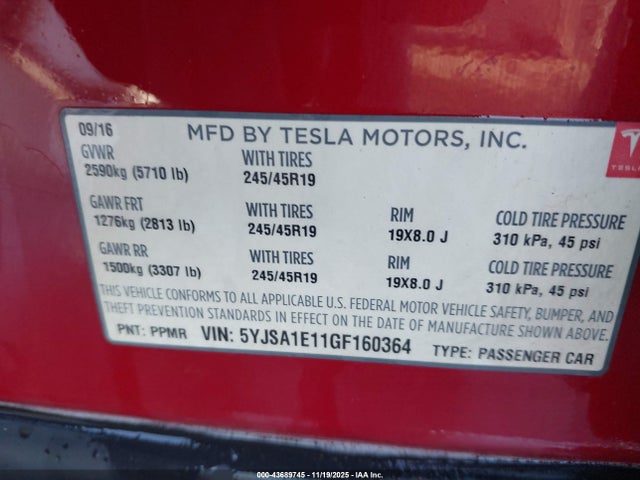 09/16 MFD BY TESLA MOTORS, INC.
GVWR WITH TIRES
2590kg (5710 lb) 245/45R19
TESLA
GAWR FRT WITH TIRES RIM COLD TIRE PRESSURE
1276kg (2813 lb) 245/45R19 19X8.0 J 310 kPa, 45 psi
GAWR RR WITH TIRES RIM COLD TIRE PRESSURE
1500kg (3307 lb) 245/45R19 19X8.0 J 310 kPa, 45 psi
THIS VEHICLE CONFORMS TO ALL APPLICABLE U.S. FEDERAL MOTOR VEHICLE SAFETY, BUMPER, AND
THEFT PREVENTION STANDARDS IN EFFECT ON THE DATE OF MANUFACTURE SHOWN ABOVE.
PNT: PPMR VIN: 5YJSA1E11GF160364 TYPE: PASSENGER CAR
000-43689745 - 11/19/2025 - IAA Inc.